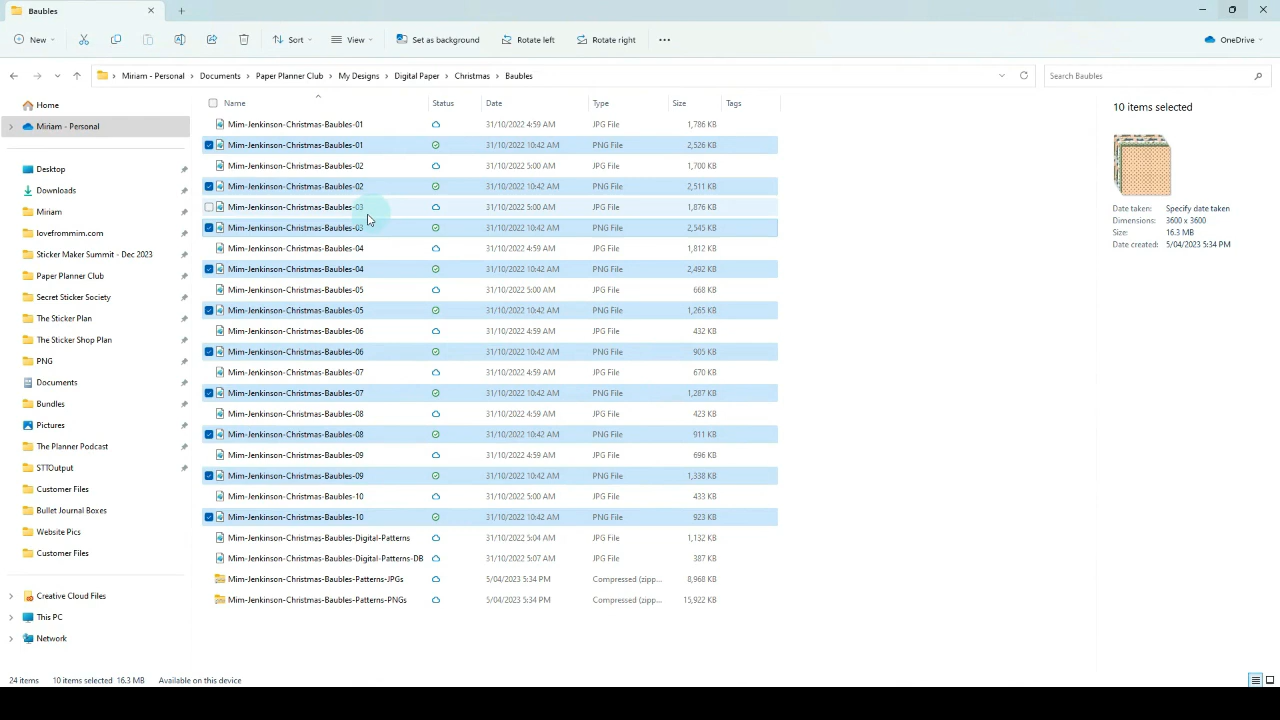 Baubles
New
Sort
View
Set as background
Rotate left
Rotate right
OneDrive
Miriam - Personal > Documents > Paper Planner Club > My Designs > Digital Paper > Christmas > Baubles
Search Baubles
Home
Miriam - Personal
Desktop
Downloads
Miriam
lovefrommim.com
Sticker Maker Summit - Dec 2023
Paper Planner Club
Secret Sticker Society
The Sticker Plan
The Sticker Shop Plan
PNG
Documents
Bundles
Pictures
The Planner Podcast
STTOutput
Customer Files
Bullet Journal Boxes
Website Pics
Customer Files
Creative Cloud Files
This PC
Network
Name Status Date Type Size Tags
Mim-Jenkinson-Christmas-Baubles-01 31/10/2022 4:59 AM JPG File 1,786 KB
Mim-Jenkinson-Christmas-Baubles-01 31/10/2022 10:42 AM PNG File 2,526 KB
Mim-Jenkinson-Christmas-Baubles-02 31/10/2022 5:00 AM JPG File 1,700 KB
Mim-Jenkinson-Christmas-Baubles-02 31/10/2022 10:42 AM PNG File 2,511 KB
Mim-Jenkinson-Christmas-Baubles-03 31/10/2022 5:00 AM JPG File 1,876 KB
Mim-Jenkinson-Christmas-Baubles-03 31/10/2022 10:42 AM PNG File 2,545 KB
Mim-Jenkinson-Christmas-Baubles-04 31/10/2022 4:59 AM JPG File 1,812 KB
Mim-Jenkinson-Christmas-Baubles-04 31/10/2022 10:42 AM PNG File 2,492 KB
Mim-Jenkinson-Christmas-Baubles-05 31/10/2022 5:00 AM JPG File 668 KB
Mim-Jenkinson-Christmas-Baubles-05 31/10/2022 10:42 AM PNG File 1,265 KB
Mim-Jenkinson-Christmas-Baubles-06 31/10/2022 4:59 AM JPG File 432 KB
Mim-Jenkinson-Christmas-Baubles-06 31/10/2022 10:42 AM PNG File 905 KB
Mim-Jenkinson-Christmas-Baubles-07 31/10/2022 4:59 AM JPG File 670 KB
Mim-Jenkinson-Christmas-Baubles-07 31/10/2022 10:42 AM PNG File 1,287 KB
Mim-Jenkinson-Christmas-Baubles-08 31/10/2022 4:59 AM JPG File 423 KB
Mim-Jenkinson-Christmas-Baubles-08 31/10/2022 10:42 AM PNG File 911 KB
Mim-Jenkinson-Christmas-Baubles-09 31/10/2022 4:59 AM JPG File 696 KB
Mim-Jenkinson-Christmas-Baubles-09 31/10/2022 10:42 AM PNG File 1,338 KB
Mim-Jenkinson-Christmas-Baubles-10 31/10/2022 5:00 AM JPG File 433 KB
Mim-Jenkinson-Christmas-Baubles-10 31/10/2022 10:42 AM PNG File 923 KB
Mim-Jenkinson-Christmas-Baubles-Digital-Patterns 31/10/2022 5:04 AM JPG File 1,132 KB
Mim-Jenkinson-Christmas-Baubles-Digital-Patterns-DB 31/10/2022 5:07 AM JPG File 387 KB
Mim-Jenkinson-Christmas-Baubles-Patterns-JPGs 5/04/2023 5:34 PM Compressed (zipp... 8,968 KB
Mim-Jenkinson-Christmas-Baubles-Patterns-PNGs 5/04/2023 5:34 PM Compressed (zipp... 15,922 KB
10 items selected
Date taken: Specify date taken
Dimensions: 3600 x 3600
Size: 16.3 MB
Date created: 5/04/2023 5:34 PM
24 items 10 items selected 16.3 MB Available on this device